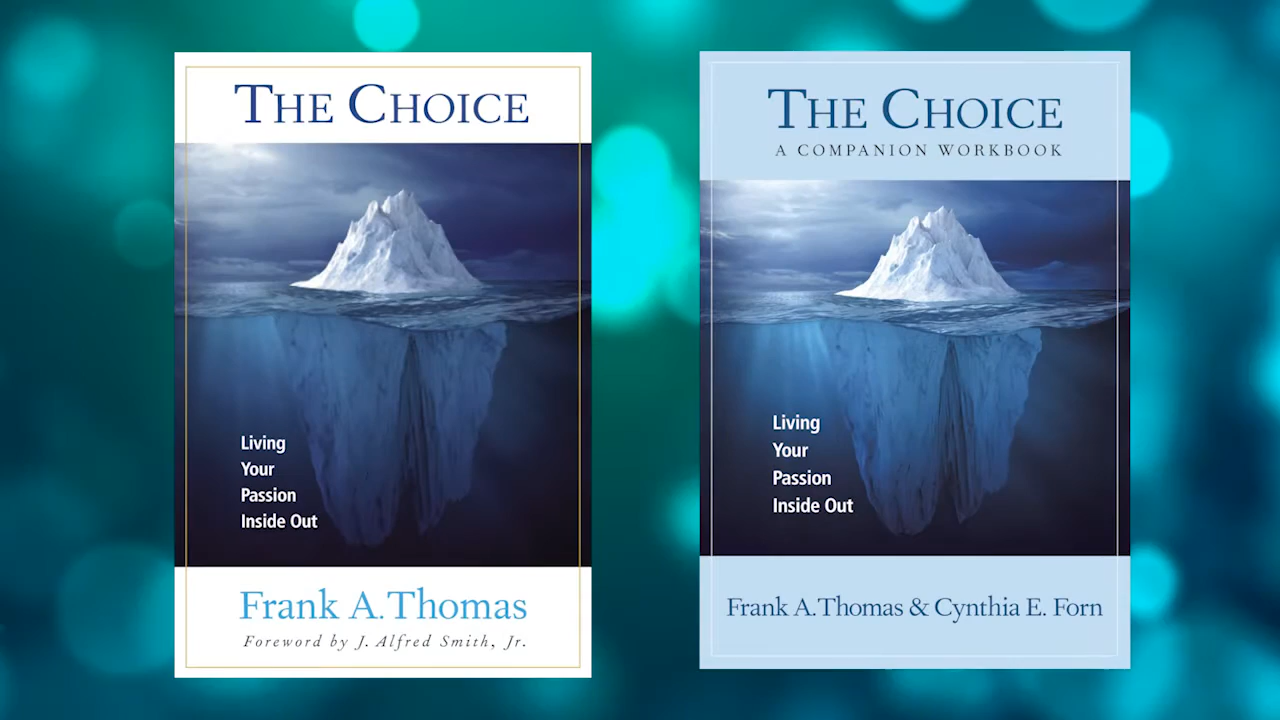 THE CHOICE
Living
Your
Passion
Inside Out
Frank A. Thomas
Foreword by J. Alfred Smith, Jr.
THE CHOICE
A COMPANION WORKBOOK
Living
Your
Passion
Inside Out
Frank A. Thomas & Cynthia E. Forn